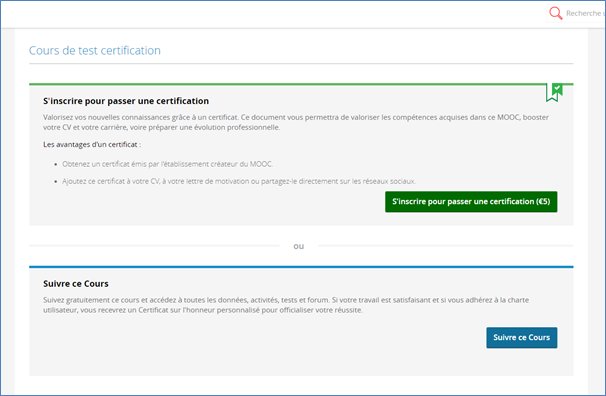 Recherche
Cours de test certification
S'inscrire pour passer une certification
Valorisez vos nouvelles connaissances grâce à un certificat. Ce document vous permettra de valoriser les compétences acquises dans ce MOOC, booster
votre CV et votre carrière, voire préparer une évolution professionelle.
Les avantages d'un certificat :
Obtenez un certificat émis par l'établissement créateur du MOOC.
Ajoutez ce certificat à votre CV, à votre lettre de motivation ou partagez-le directement sur les réseaux sociaux.
S'inscrire pour passer une certification (€5)
ou
Suivre ce Cours
Suivez gratuitement ce cours et accédez à toutes les données, activités, tests et forum. Si votre travail est satisfaisant et si vous adhérez à la charte
utilisateur, vous recevrez un Certificat sur l'honneur personnalisé pour officialiser votre réussite.
Suivre ce Cours